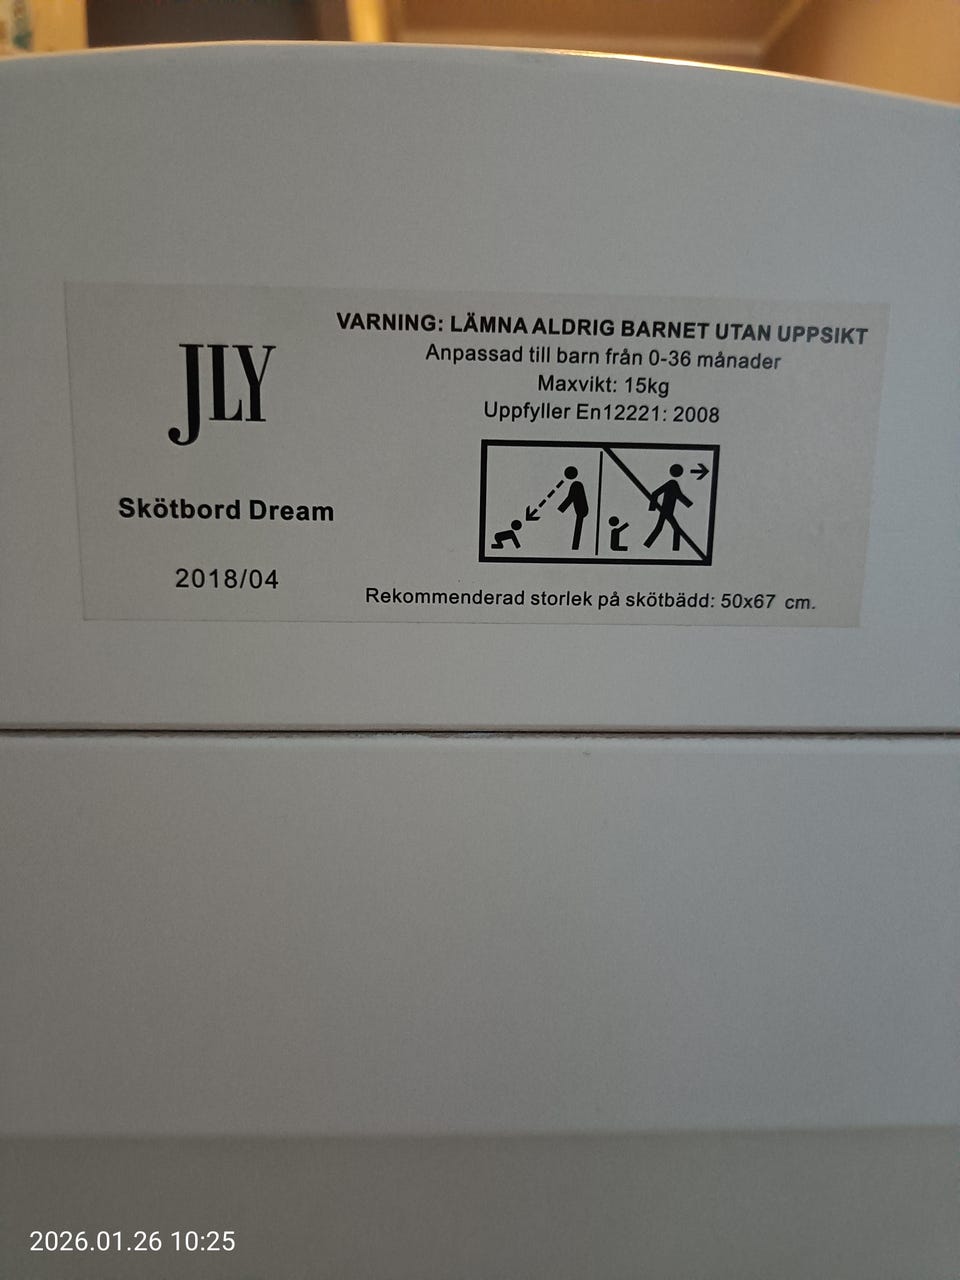 JLY
Skötbord Dream
2018/04
VARNING: LÄMNA ALDRIG BARNET UTAN UPPSIKT
Anpassad till barn från 0-36 månader
Maxvikt: 15kg
Uppfyller En12221: 2008
Rekommenderad storlek på skötbädd: 50x67 cm.
2026.01.26 10:25